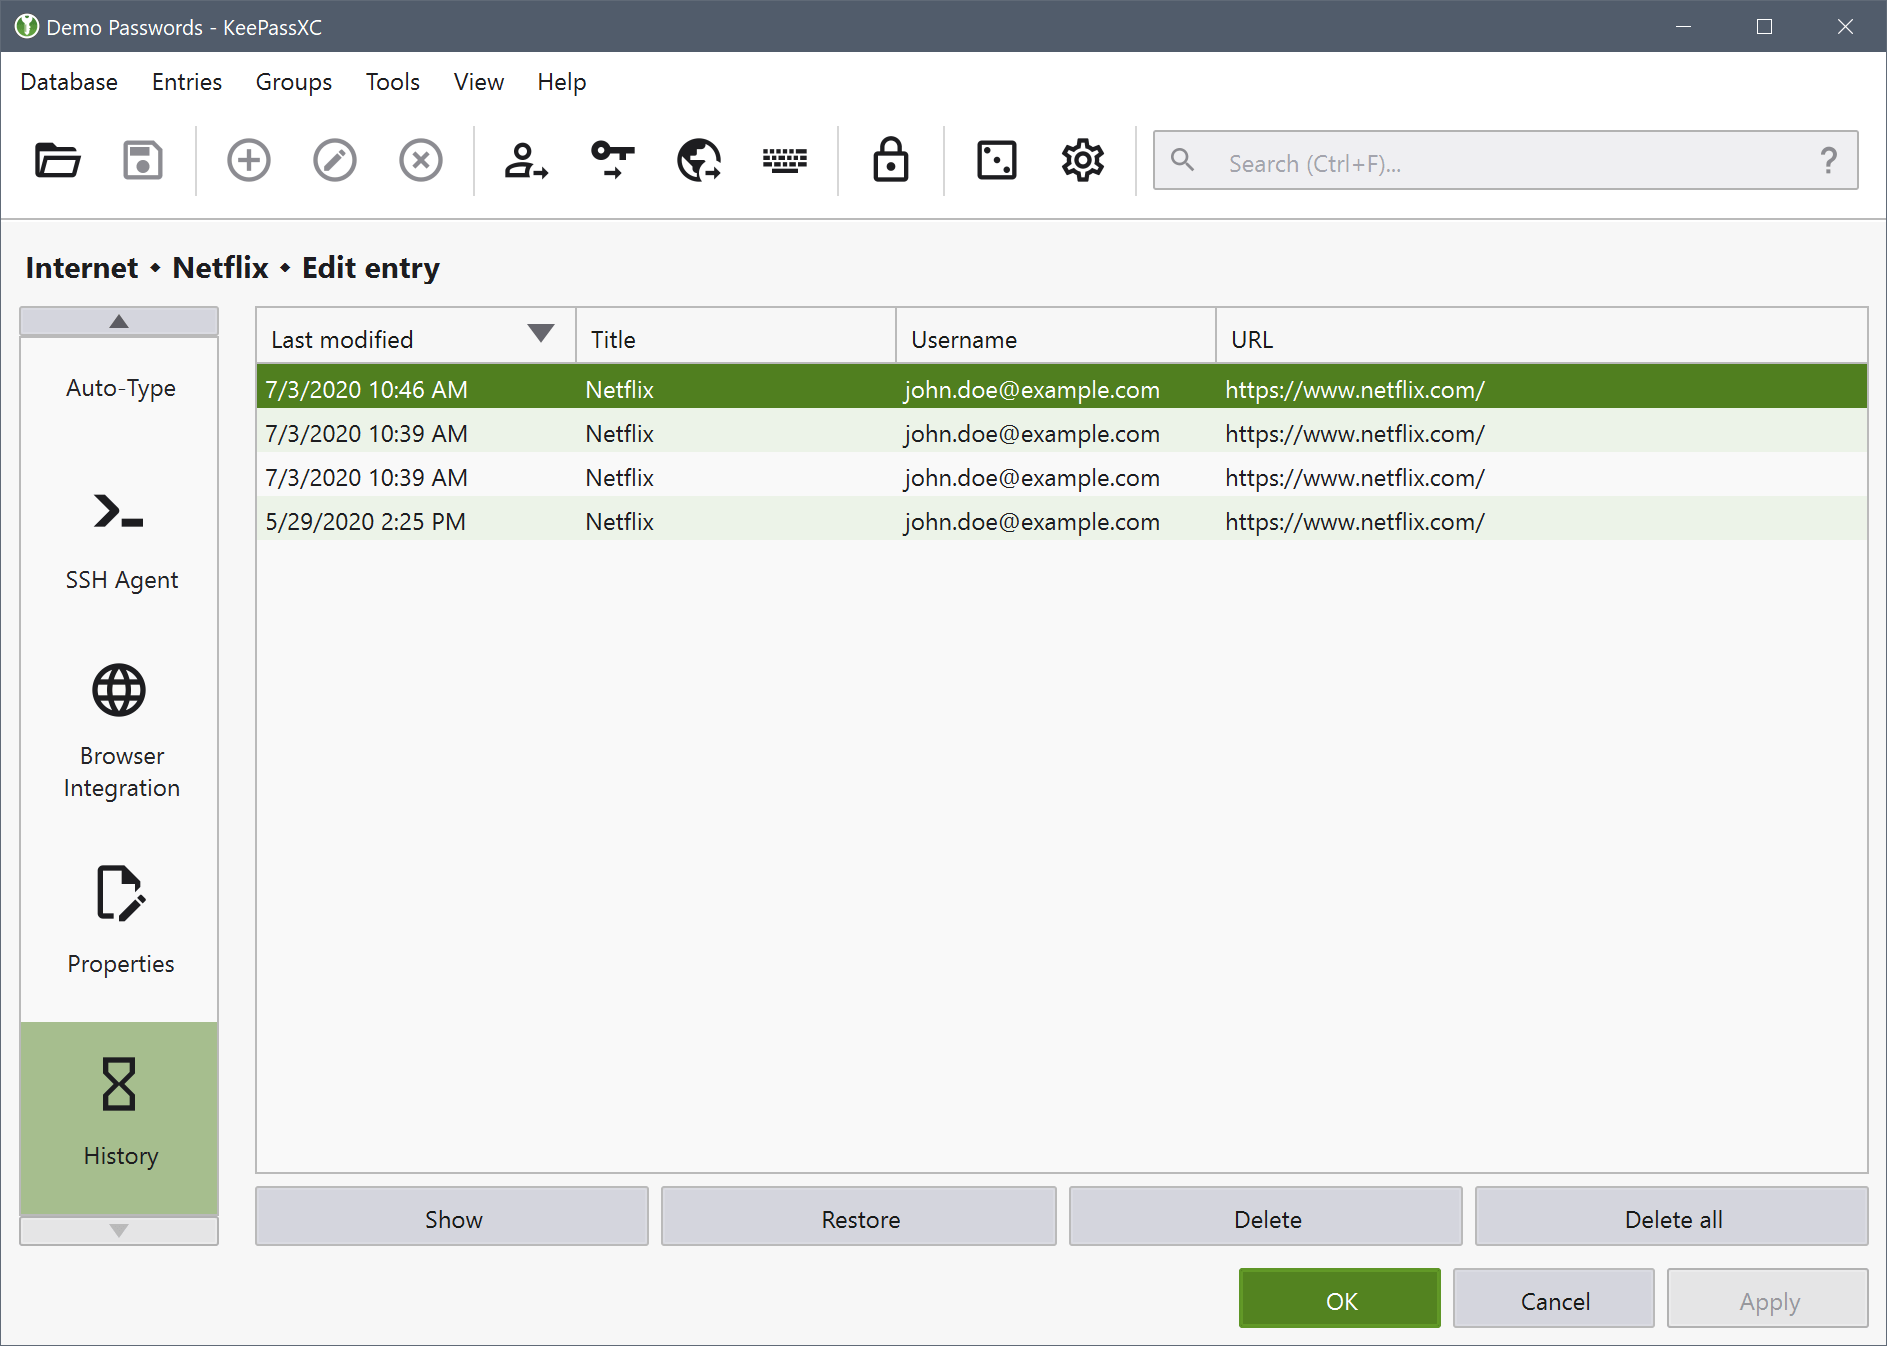 Demo Passwords - KeePassXC
Database Entries Groups Tools View Help
Search (Ctrl+F)... ?
Internet • Netflix • Edit entry
Last modified Title Username URL
7/3/2020 10:46 AM Netflix john.doe@example.com https://www.netflix.com/
7/3/2020 10:39 AM Netflix john.doe@example.com https://www.netflix.com/
7/3/2020 10:39 AM Netflix john.doe@example.com https://www.netflix.com/
5/29/2020 2:25 PM Netflix john.doe@example.com https://www.netflix.com/
Auto-Type
SSH Agent
Browser
Integration
Properties
History
Show Restore Delete Delete all
OK Cancel Apply